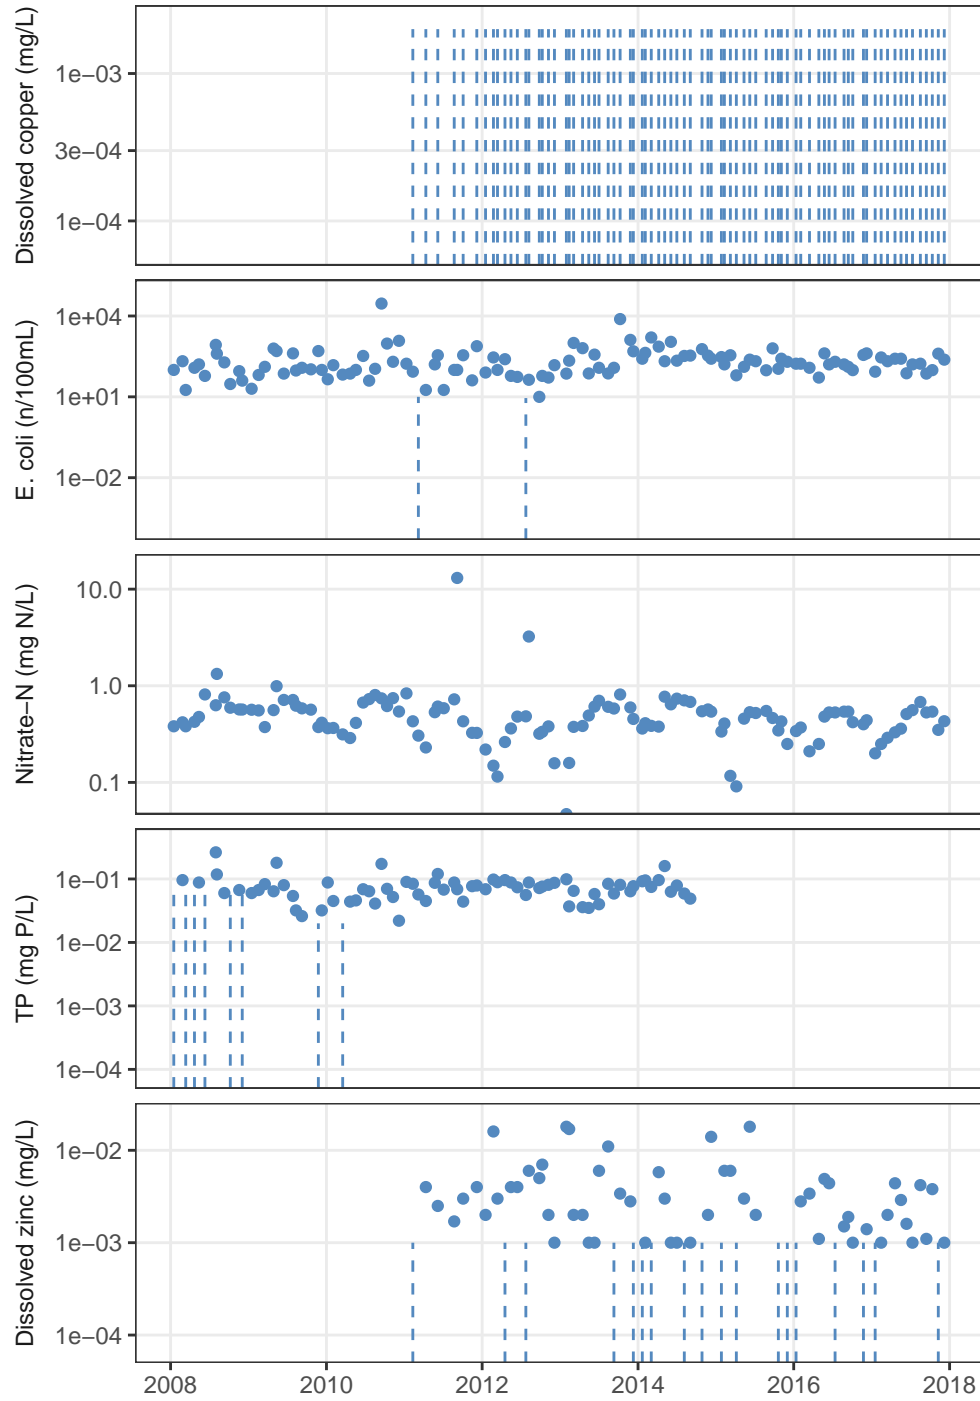 Dissolved copper (mg/L)
1e−03
3e−04
1e−04
E. coli (n/100mL)
1e+04
1e+01
1e−02
Nitrate−N (mg N/L)
10.0
1.0
0.1
TP (mg P/L)
1e−01
1e−02
1e−03
1e−04
Dissolved zinc (mg/L)
1e−02
1e−03
1e−04
2008 2010 2012 2014 2016 2018